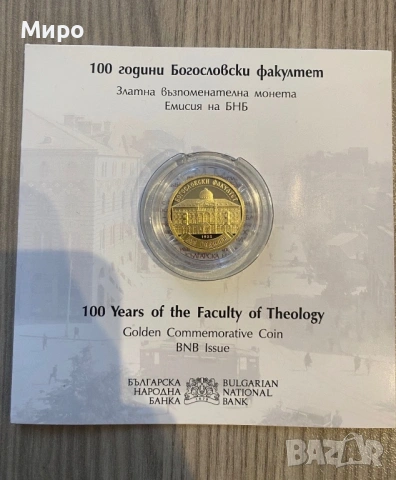 Миро
100 години Богословски факултет
Златна възпоменателна монета
Емисия на БНБ
БОГОСЛОВСКИ ФАКУЛТЕТ
100 Years of the Faculty of Theology
Golden Commemorative Coin
BNB Issue
БЪЛГАРСКА
НАРОДНА
БАНКА
BULGARIAN
NATIONAL
BANK
BAZAR